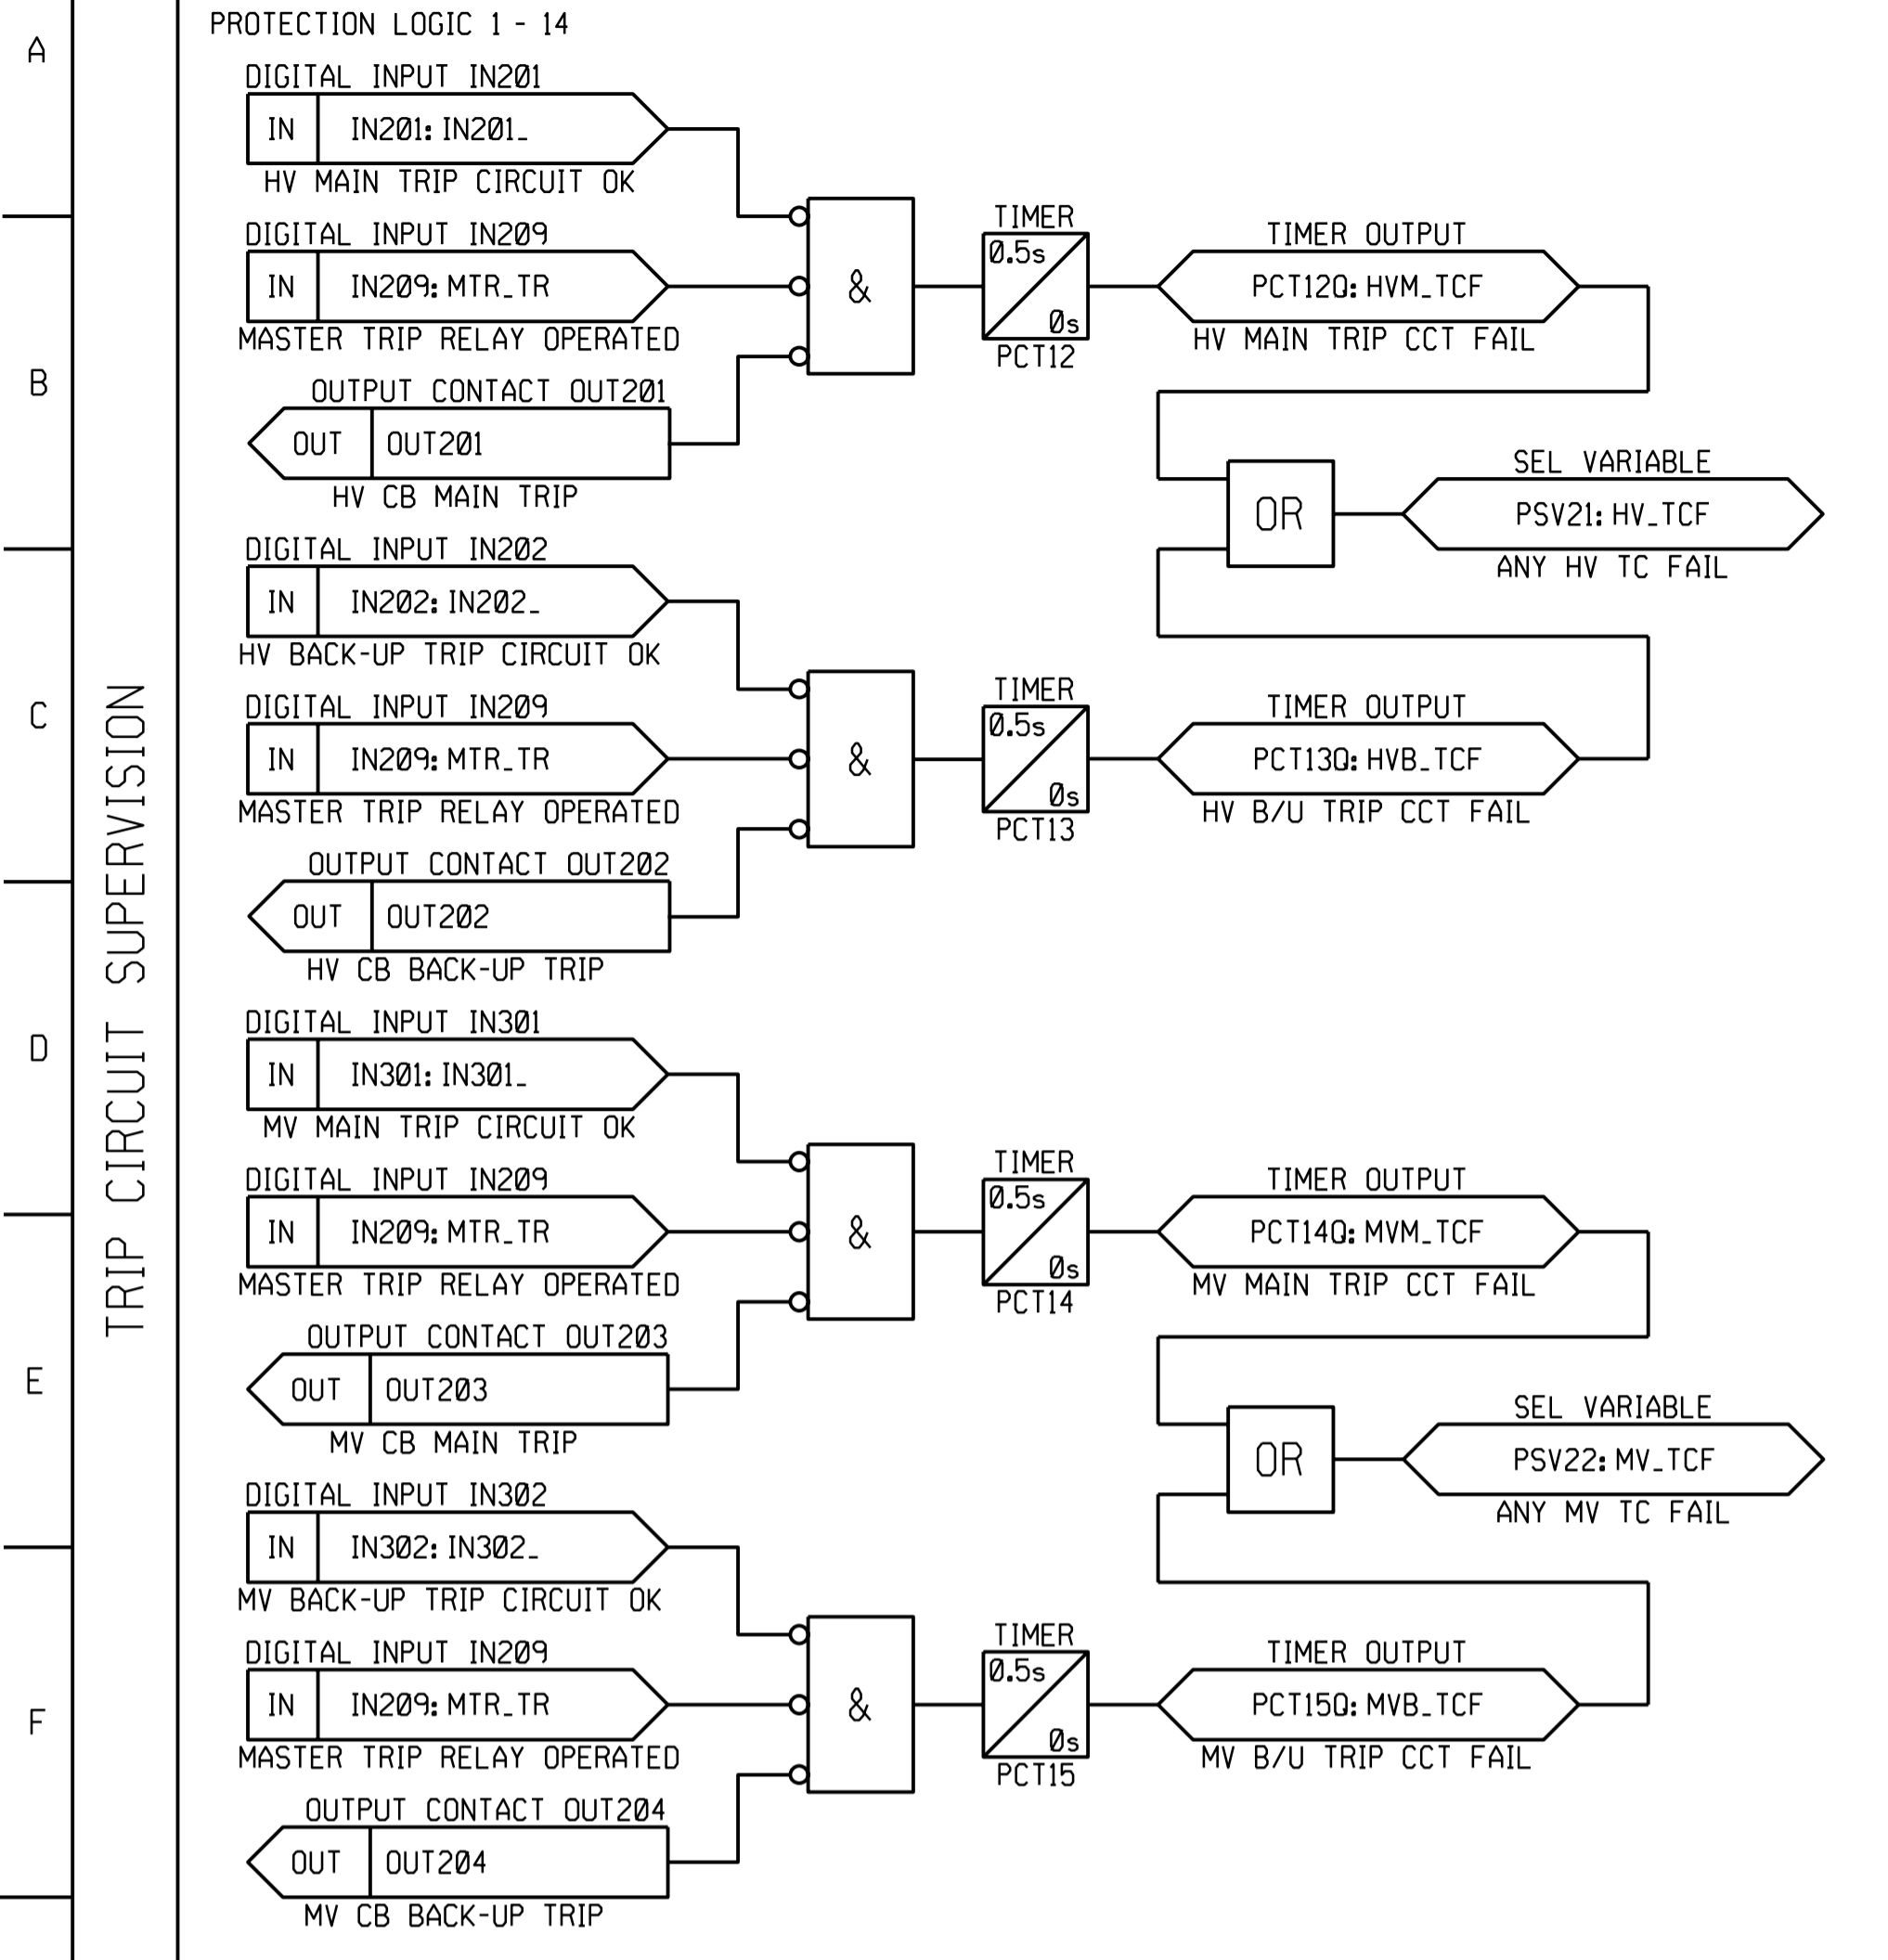 PROTECTION LOGIC 1 - 14
A
DIGITAL INPUT IN201
IN IN201: IN201_
HV MAIN TRIP CIRCUIT OK
DIGITAL INPUT IN209
IN IN209: MTR_TR
MASTER TRIP RELAY OPERATED
OUTPUT CONTACT OUT201
OUT OUT201
HV CB MAIN TRIP
&
TIMER
0.5s
0s
PCT12
TIMER OUTPUT
PCT12Q: HVM_TCF
HV MAIN TRIP CCT FAIL
B
OR
SEL VARIABLE
PSV21: HV_TCF
ANY HV TC FAIL
DIGITAL INPUT IN202
IN IN202: IN202_
HV BACK-UP TRIP CIRCUIT OK
C
DIGITAL INPUT IN209
IN IN209: MTR_TR
MASTER TRIP RELAY OPERATED
OUTPUT CONTACT OUT202
OUT OUT202
HV CB BACK-UP TRIP
&
TIMER
0.5s
0s
PCT13
TIMER OUTPUT
PCT13Q: HVB_TCF
HV B/U TRIP CCT FAIL
TRIP CIRCUIT SUPERVISION
DIGITAL INPUT IN301
D
IN IN301: IN301_
MV MAIN TRIP CIRCUIT OK
DIGITAL INPUT IN209
IN IN209: MTR_TR
MASTER TRIP RELAY OPERATED
OUTPUT CONTACT OUT203
OUT OUT203
MV CB MAIN TRIP
&
TIMER
0.5s
0s
PCT14
TIMER OUTPUT
PCT14Q: MVM_TCF
MV MAIN TRIP CCT FAIL
E
OR
SEL VARIABLE
PSV22: MV_TCF
ANY MV TC FAIL
DIGITAL INPUT IN302
IN IN302: IN302_
MV BACK-UP TRIP CIRCUIT OK
DIGITAL INPUT IN209
IN IN209: MTR_TR
MASTER TRIP RELAY OPERATED
F
OUTPUT CONTACT OUT204
OUT OUT204
MV CB BACK-UP TRIP
&
TIMER
0.5s
0s
PCT15
TIMER OUTPUT
PCT15Q: MVB_TCF
MV B/U TRIP CCT FAIL